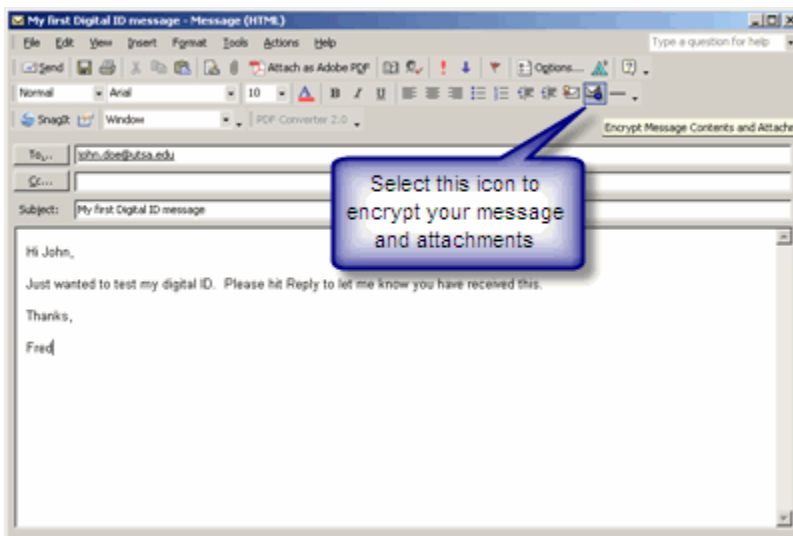 My first Digital ID message - Message (HTML)
File Edit View Insert Format Tools Actions Help Type a question for help
Send Attach as Adobe PDF Options...
Normal Arial 10 A B I U
SnagIt Window PDF Converter 2.0
Encrypt Message Contents and Attach
To... john.doe@utsa.edu
Cc...
Subject: My first Digital ID message
Select this icon to
encrypt your message
and attachments
Hi John,
Just wanted to test my digital ID. Please hit Reply to let me know you have received this.
Thanks,
Fred